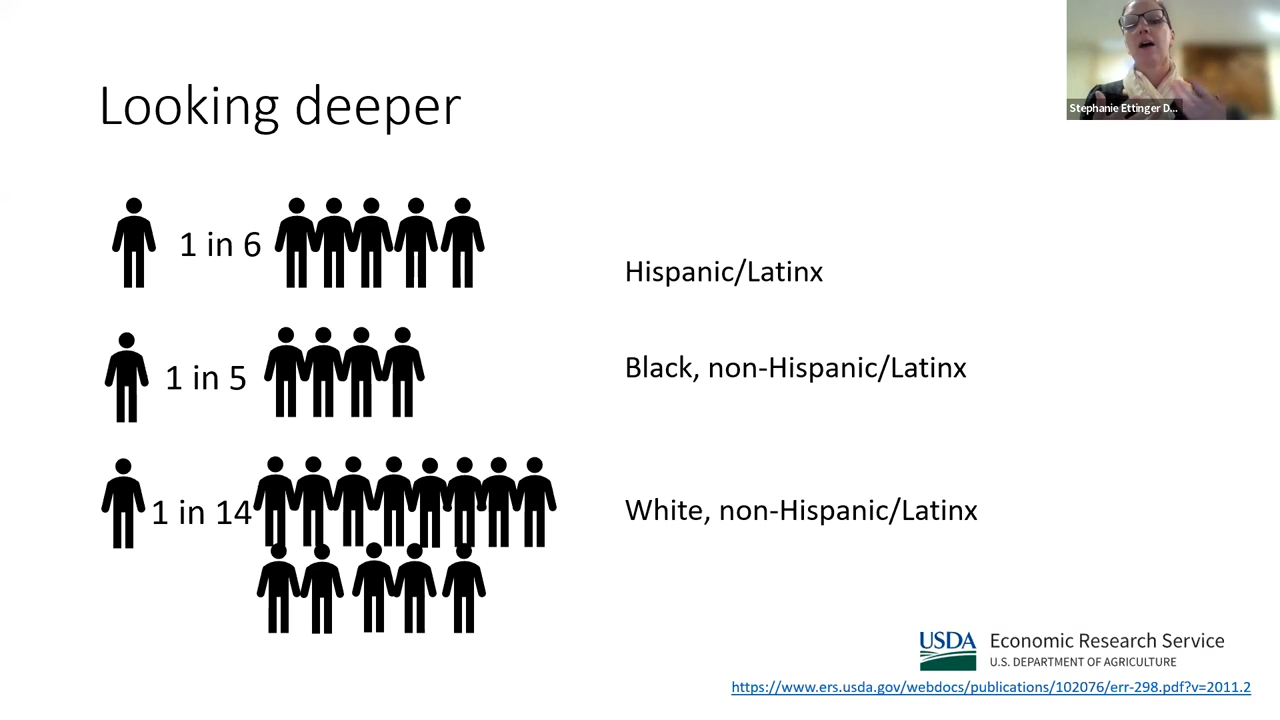 Stephanie Ettinger D...
Looking deeper
1 in 6
Hispanic/Latinx
1 in 5
Black, non-Hispanic/Latinx
1 in 14
White, non-Hispanic/Latinx
USDA Economic Research Service
U.S. DEPARTMENT OF AGRICULTURE
https://www.ers.usda.gov/webdocs/publications/102076/err-298.pdf?v=2011.2